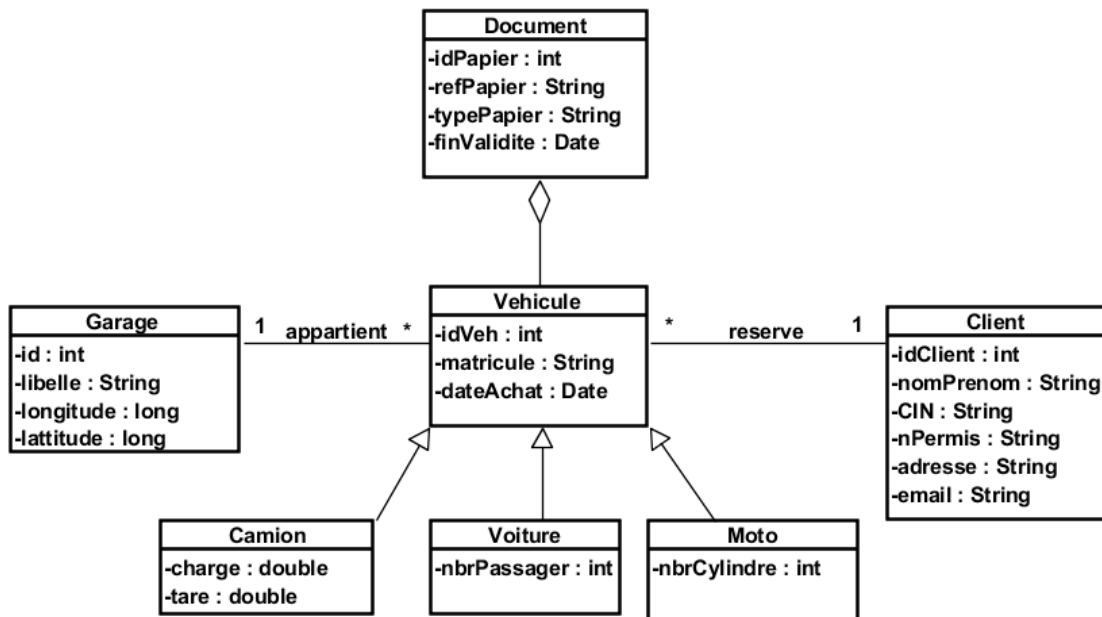 Document
-idPapier : int
-refPapier : String
-typePapier : String
-finValidite : Date
Garage
-id : int
-libelle : String
-longitude : long
-lattitude : long
1 appartient *
Vehicule
-idVeh : int
-matricule : String
-dateAchat : Date
* reserve 1
Client
-idClient : int
-nomPrenom : String
-CIN : String
-nPermis : String
-adresse : String
-email : String
Camion
-charge : double
-tare : double
Voiture
-nbrPassager : int
Moto
-nbrCylindre : int